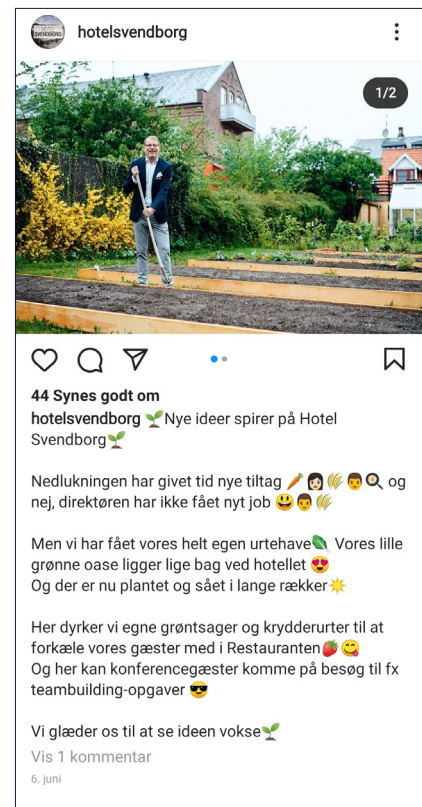 SVENDBORG
hotelsvendborg
1/2
44 Synes godt om
hotelsvendborg 🌱Nye ideer spirer på Hotel
Svendborg🌱
Nedlukningen har givet tid nye tiltag 🥕👩🏻‍🌾👨‍🍳 og
nej, direktøren har ikke fået nyt job 😃👨‍🌾
Men vi har fået vores helt egen urtehave🍃 Vores lille
grønne oase ligger lige bag ved hotellet 😍
Og der er nu plantet og sået i lange rækker☀️
Her dyrker vi egne grøntsager og krydderurter til at
forkæle vores gæster med i Restauranten🍓😋
Og her kan konferencegæster komme på besøg til fx
teambuilding-opgaver 😎
Vi glæder os til at se ideen vokse🌱
Vis 1 kommentar
6. juni